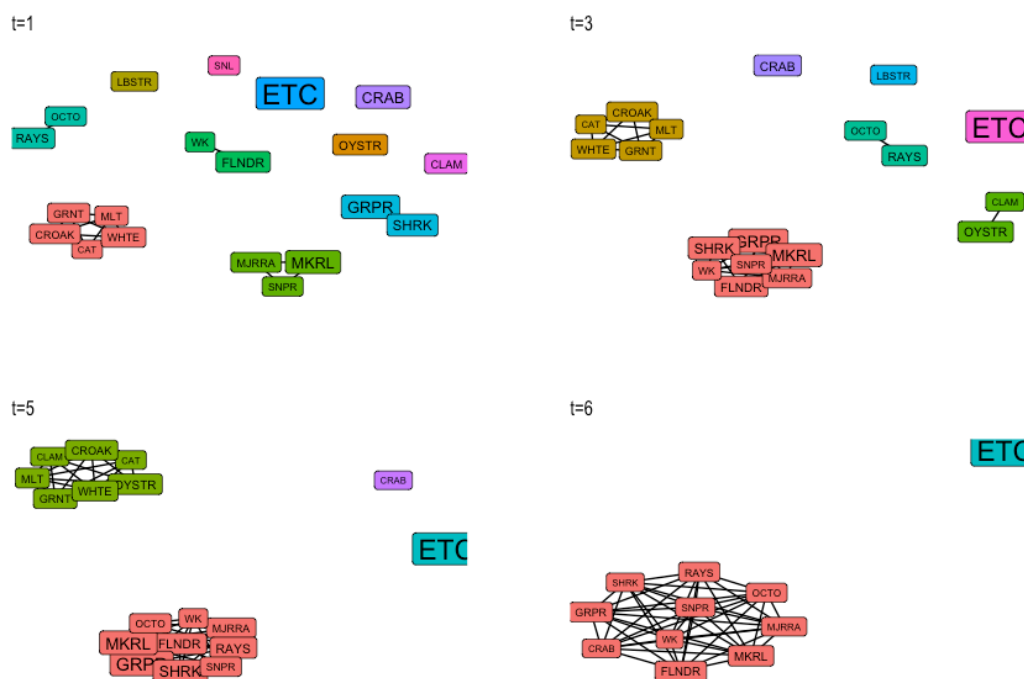 t=1
SNL
LBSTR
ETC
CRAB
OCTO
RAYS
WK
OYSTR
FLNDR
CLAM
GRNT
MLT
GRPR
CROAK
WHTE
SHRK
CAT
MJRRA
MKRL
SNPR
t=3
CRAB
LBSTR
CROAK
CAT
MLT
ETC
OCTO
WHTE
GRNT
RAYS
CLAM
OYSTR
GRPR
SHRK
MKRL
SNPR
WK
MJRRA
FLNDR
t=5
CROAK
CLAM
CAT
MLT
OYSTR
WHTE
GRNT
CRAB
ETC
WK
OCTO
MJRRA
MKRL
FLNDR
RAYS
GRPR
SNPR
SHRK
t=6
ETC
RAYS
SHRK
OCTO
SNPR
GRPR
MJRRA
WK
CRAB
MKRL
FLNDR